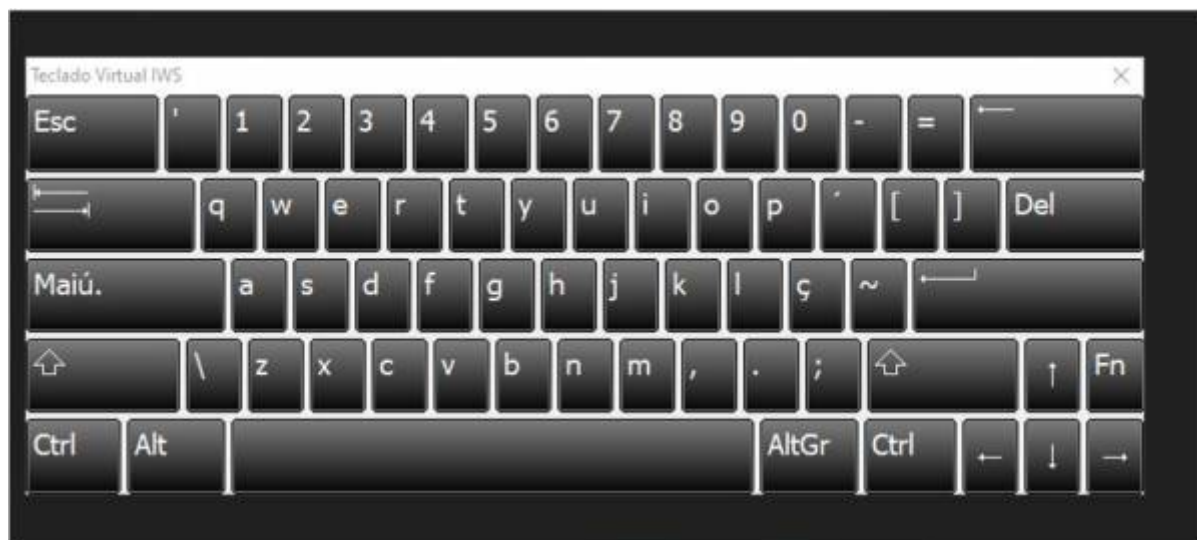 Teclado Virtual IWS
Esc ' 1 2 3 4 5 6 7 8 9 0 - =
q w e r t y u i o p ´ [ ] Del
Maiú. a s d f g h j k l ç ~
\ z x c v b n m , . ; ↑ Fn
Ctrl Alt AltGr Ctrl ← ↓ →